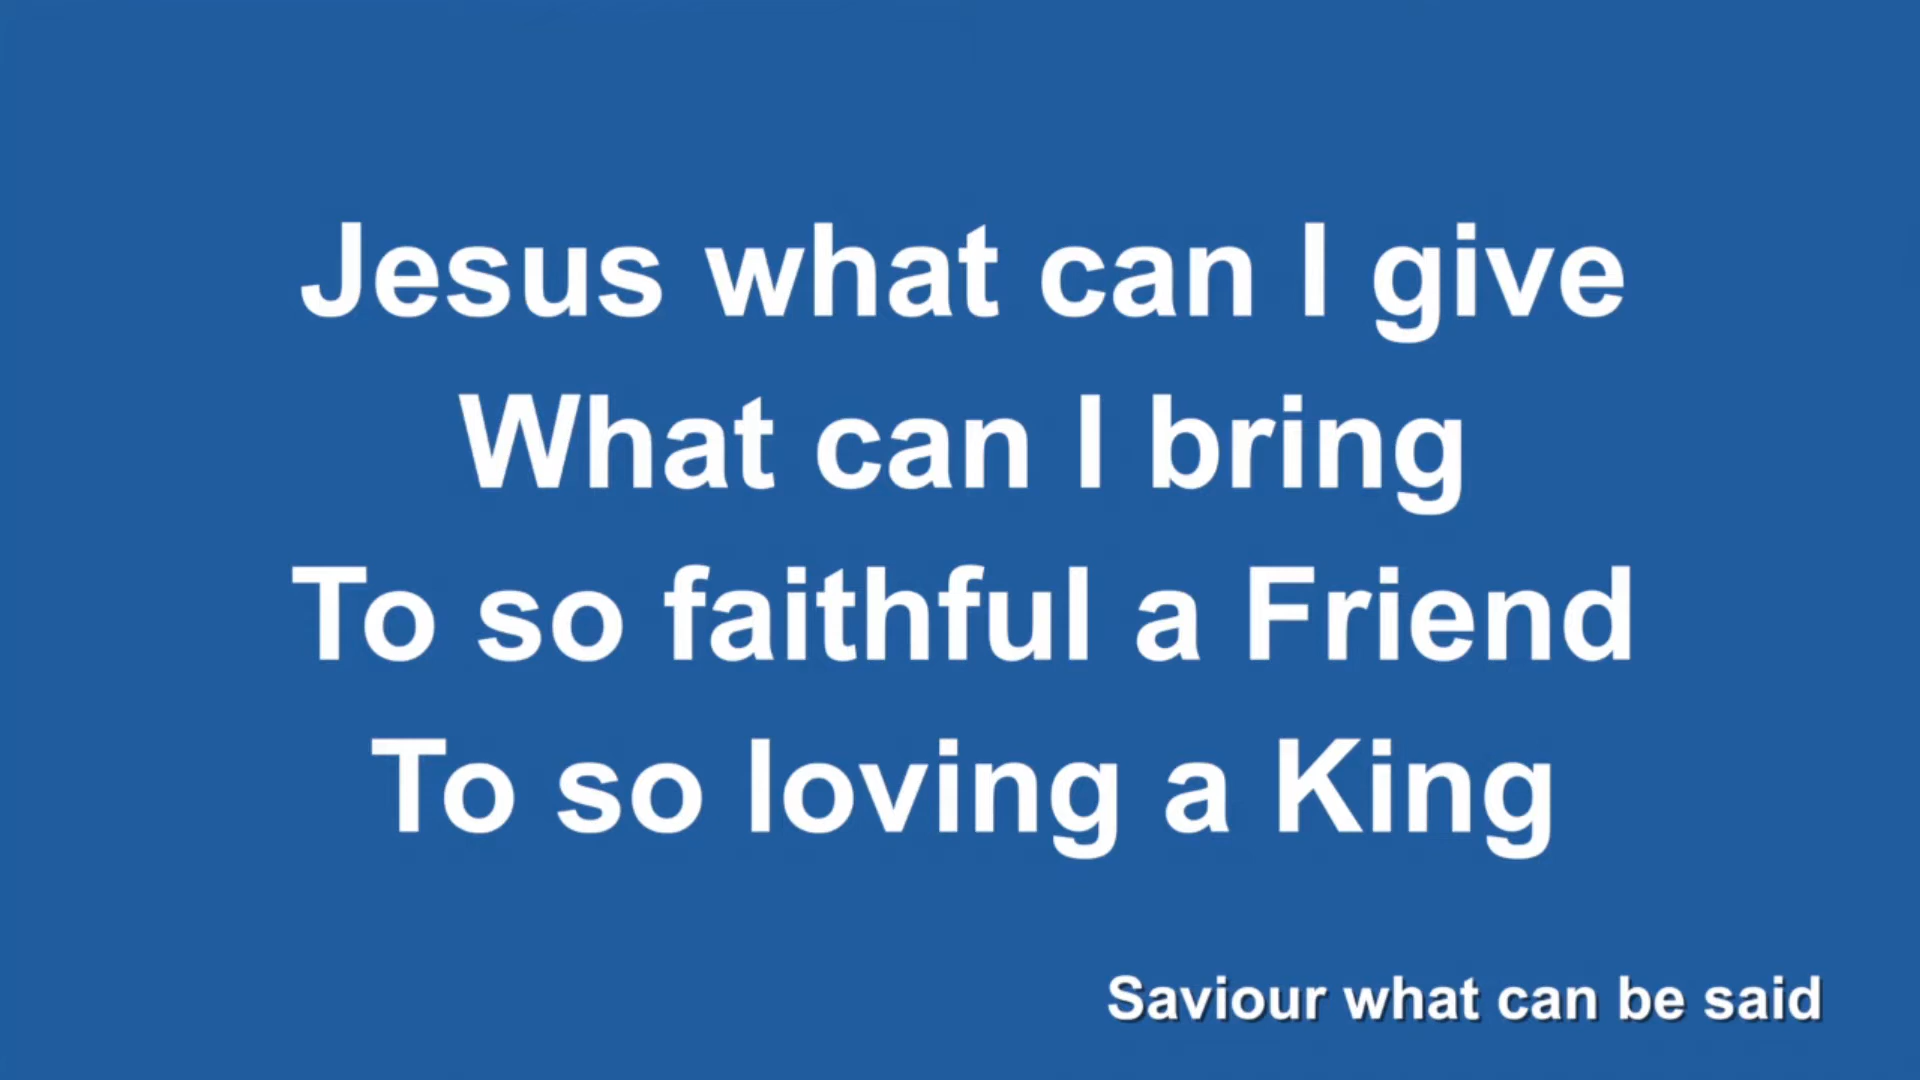 Jesus what can I give
What can I bring
To so faithful a Friend
To so loving a King
Saviour what can be said